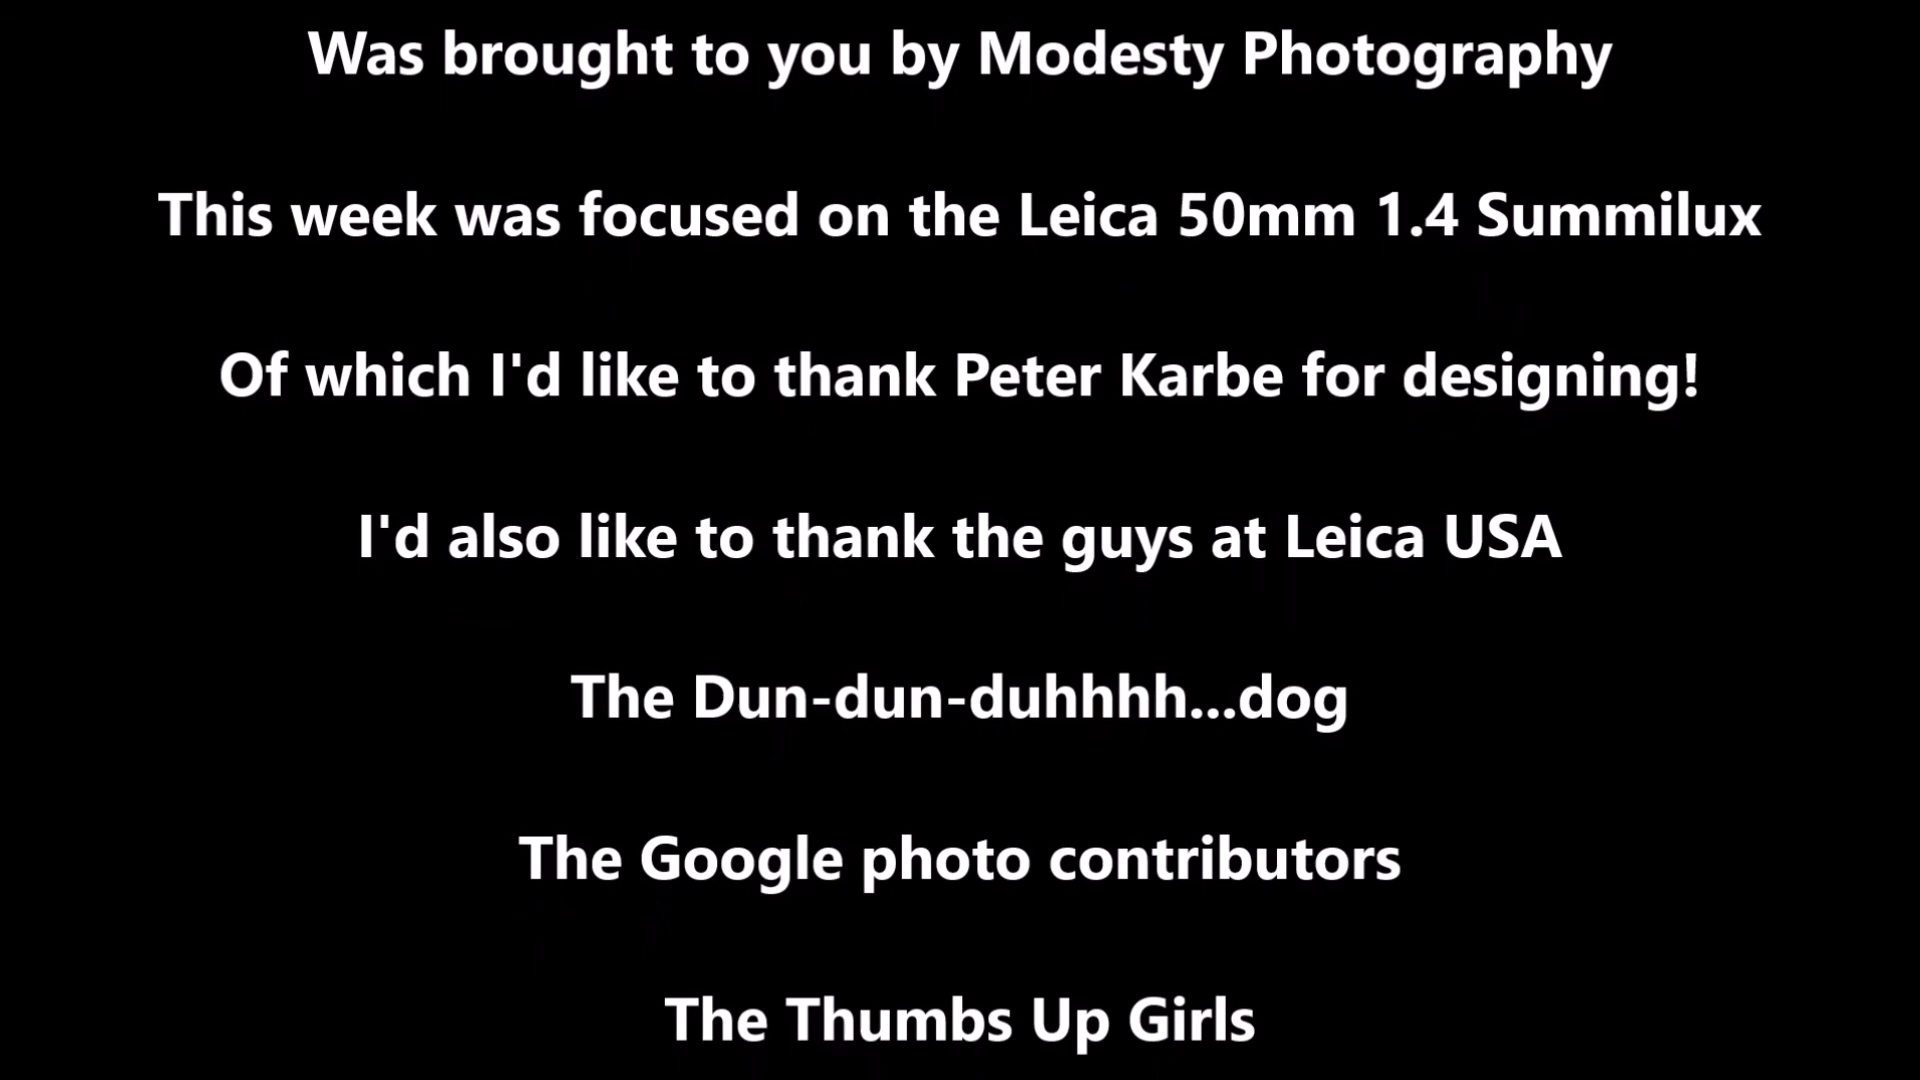 Was brought to you by Modesty Photography
This week was focused on the Leica 50mm 1.4 Summilux
Of which I'd like to thank Peter Karbe for designing!
I'd also like to thank the guys at Leica USA
The Dun-dun-duhhhh...dog
The Google photo contributors
The Thumbs Up Girls